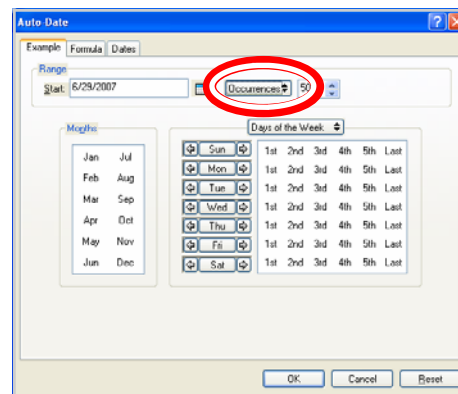 Auto-Date
Example Formula Dates
Range
Start: 6/29/2007 Occurrences 50
Months
Days of the Week
Jan Jul
Feb Aug
Mar Sep
Apr Oct
May Nov
Jun Dec
Sun 1st 2nd 3rd 4th 5th Last
Mon 1st 2nd 3rd 4th 5th Last
Tue 1st 2nd 3rd 4th 5th Last
Wed 1st 2nd 3rd 4th 5th Last
Thu 1st 2nd 3rd 4th 5th Last
Fri 1st 2nd 3rd 4th 5th Last
Sat 1st 2nd 3rd 4th 5th Last
OK Cancel Reset